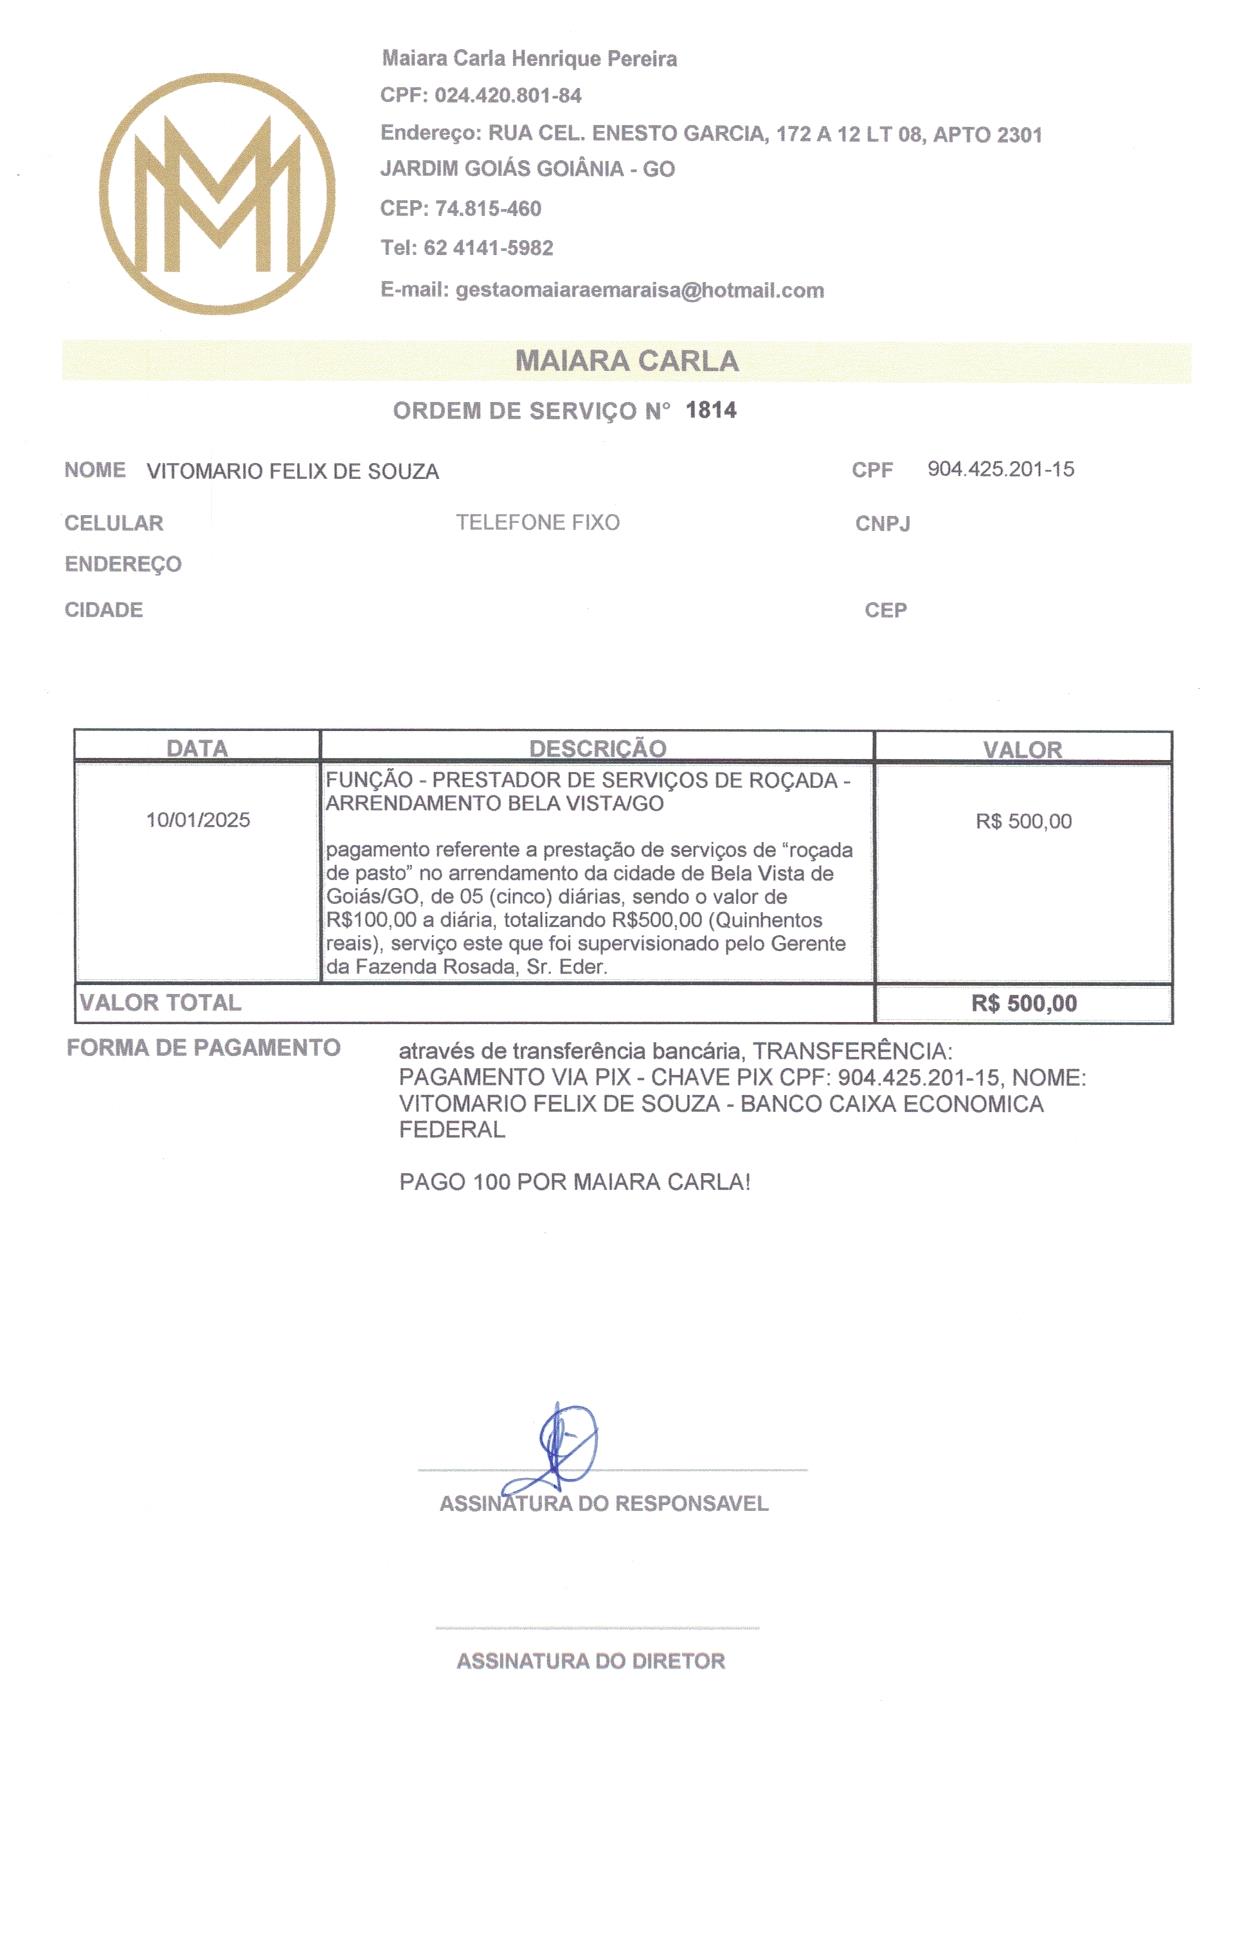 Maiara Carla Henrique Pereira
CPF: 024.420.801-84
Endereço: RUA CEL. ENESTO GARCIA, 172 A 12 LT 08, APTO 2301
JARDIM GOIÁS GOIÂNIA - GO
CEP: 74.815-460
Tel: 62 4141-5982
E-mail: gestaomaiaraemaraisa@hotmail.com
MAIARA CARLA
ORDEM DE SERVIÇO N° 1814
NOME VITOMARIO FELIX DE SOUZA CPF 904.425.201-15
CELULAR TELEFONE FIXO CNPJ
ENDEREÇO
CIDADE CEP
DATA DESCRIÇÃO VALOR
FUNÇÃO - PRESTADOR DE SERVIÇOS DE ROÇADA -
ARRENDAMENTO BELA VISTA/GO
10/01/2025 R$ 500,00
pagamento referente a prestação de serviços de “roçada
de pasto” no arrendamento da cidade de Bela Vista de
Goiás/GO, de 05 (cinco) diárias, sendo o valor de
R$100,00 a diária, totalizando R$500,00 (Quinhentos
reais), serviço este que foi supervisionado pelo Gerente
da Fazenda Rosada, Sr. Eder.
VALOR TOTAL R$ 500,00
FORMA DE PAGAMENTO através de transferência bancária, TRANSFERÊNCIA:
PAGAMENTO VIA PIX - CHAVE PIX CPF: 904.425.201-15, NOME:
VITOMARIO FELIX DE SOUZA - BANCO CAIXA ECONOMICA
FEDERAL
PAGO 100 POR MAIARA CARLA!
ASSINATURA DO RESPONSAVEL
ASSINATURA DO DIRETOR